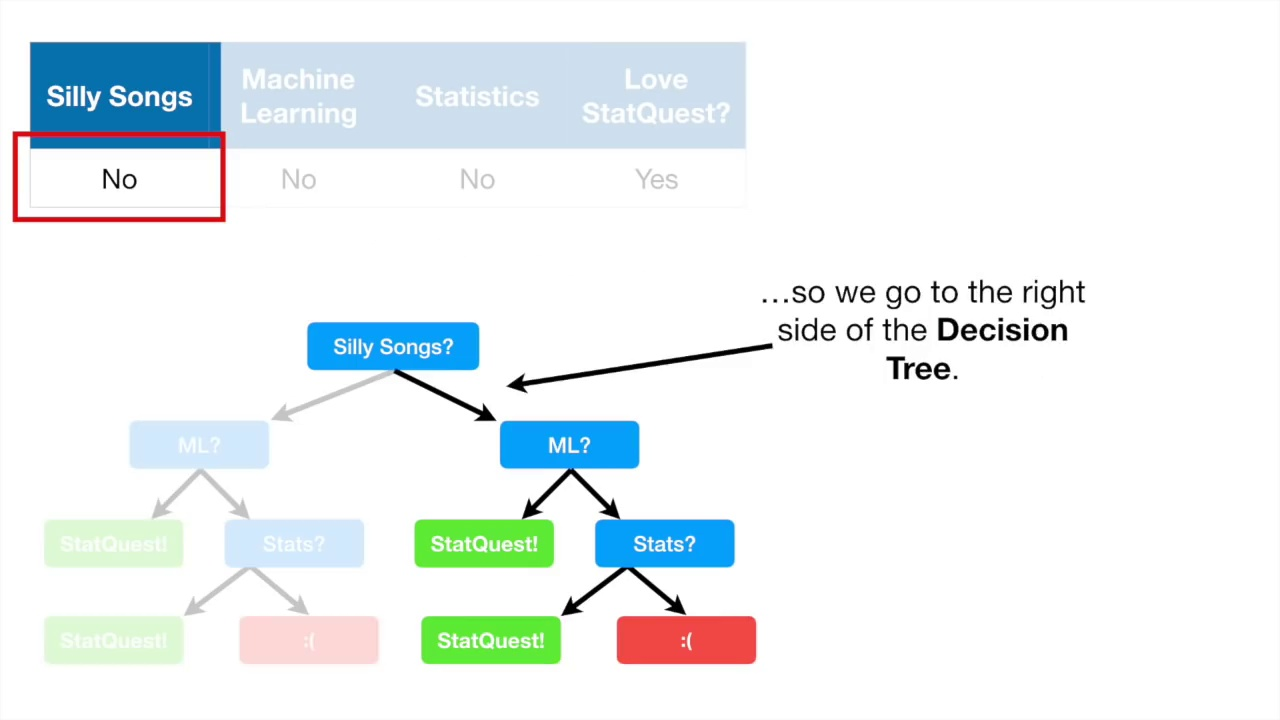 Silly Songs
Machine
Learning
Statistics
Love
StatQuest?
No
No
No
Yes
…so we go to the right
side of the Decision
Tree.
Silly Songs?
ML?
ML?
StatQuest!
Stats?
StatQuest!
Stats?
StatQuest!
:(
StatQuest!
:(